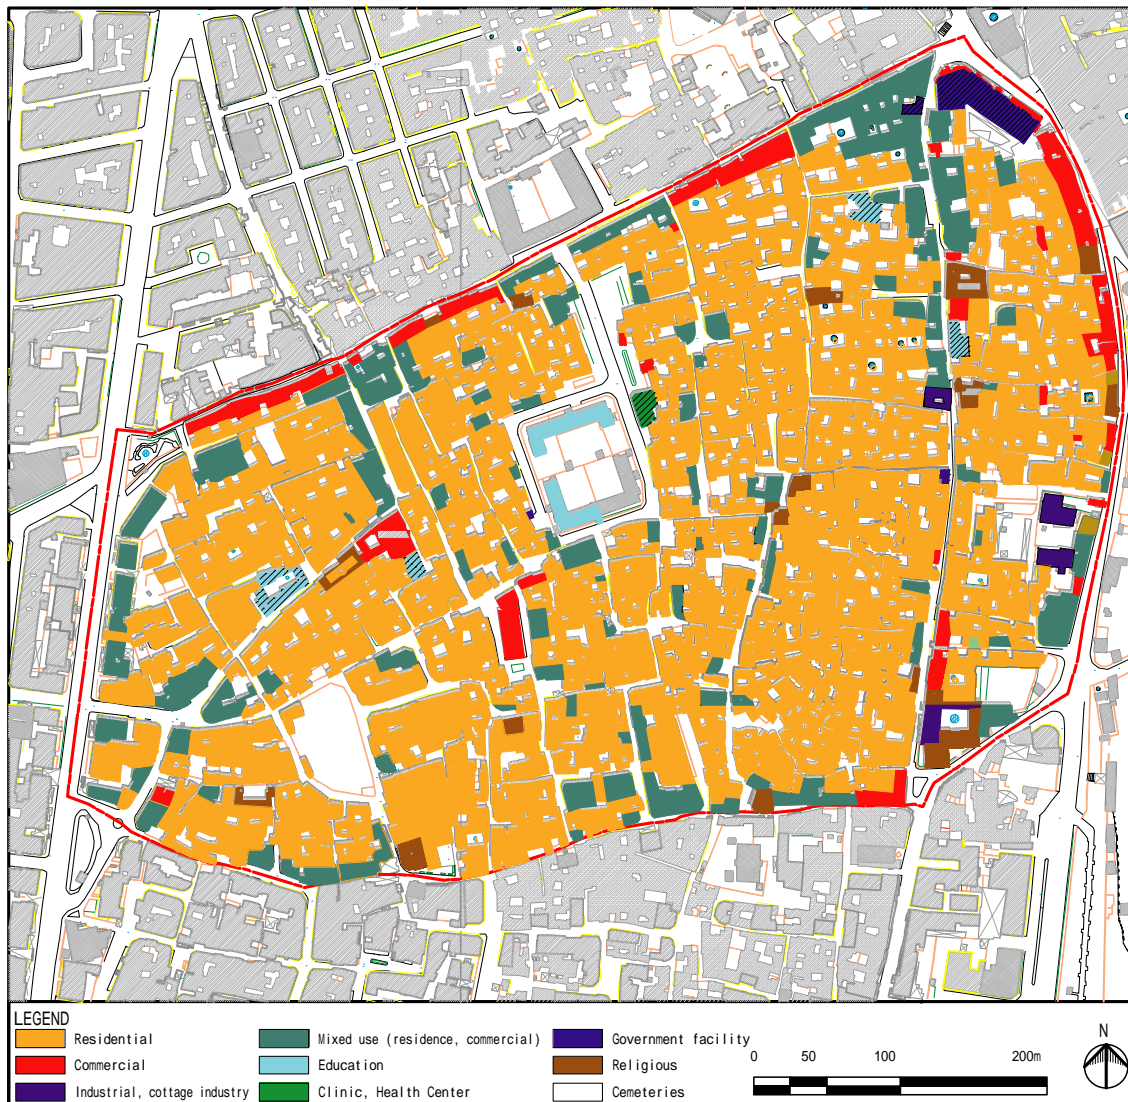 LEGEND
Residential
Mixed use (residence, commercial)
Government facility
Commercial
Education
Religious
Industrial, cottage industry
Clinic, Health Center
Cemeteries
0 50 100 200m
N